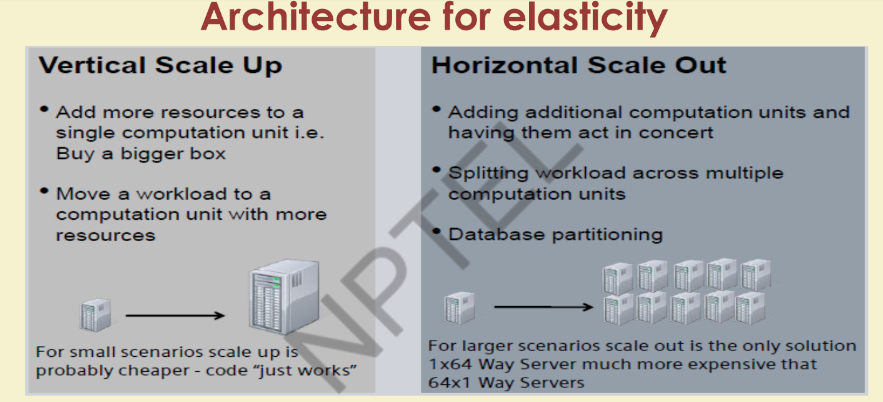 Architecture for elasticity
Vertical Scale Up
• Add more resources to a
single computation unit i.e.
Buy a bigger box
• Move a workload to a
computation unit with more
resources
For small scenarios scale up is
probably cheaper - code “just works”
Horizontal Scale Out
• Adding additional computation units and
having them act in concert
• Splitting workload across multiple
computation units
• Database partitioning
For larger scenarios scale out is the only solution
1x64 Way Server much more expensive that
64x1 Way Servers
NPTEL